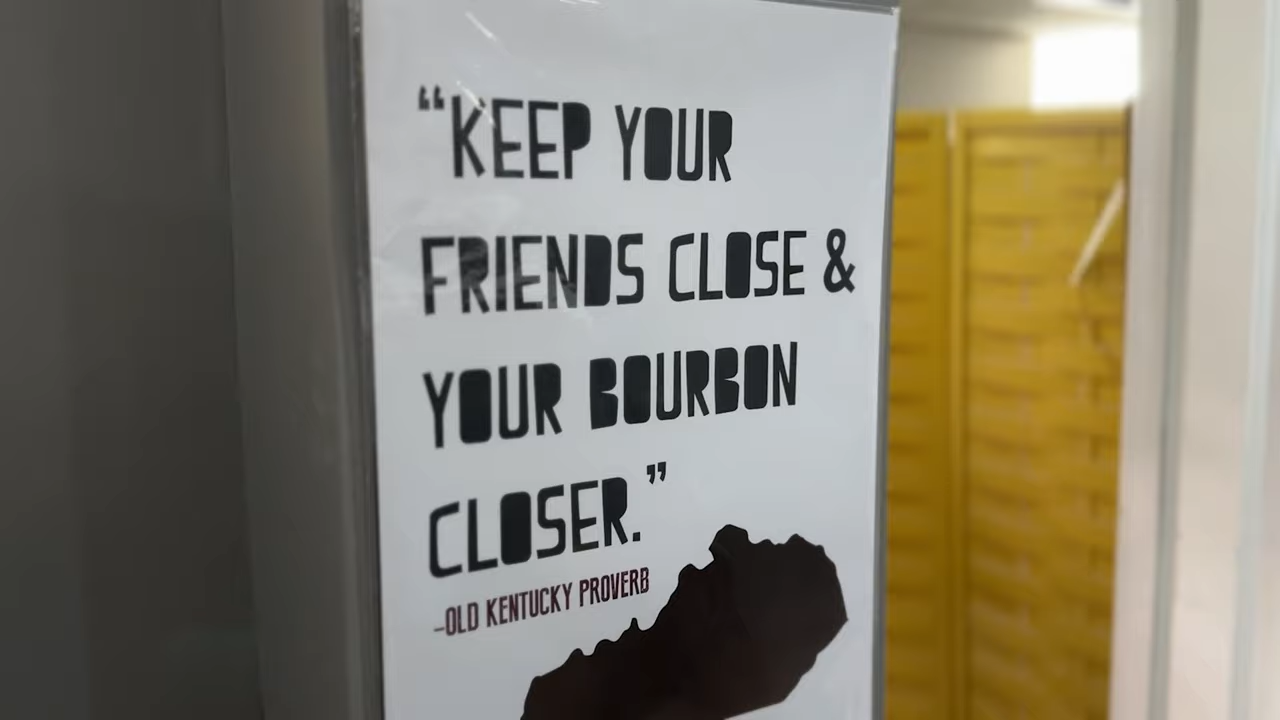 “KEEP YOUR
FRIENDS CLOSE &
YOUR BOURBON
CLOSER.”
-OLD KENTUCKY PROVERB